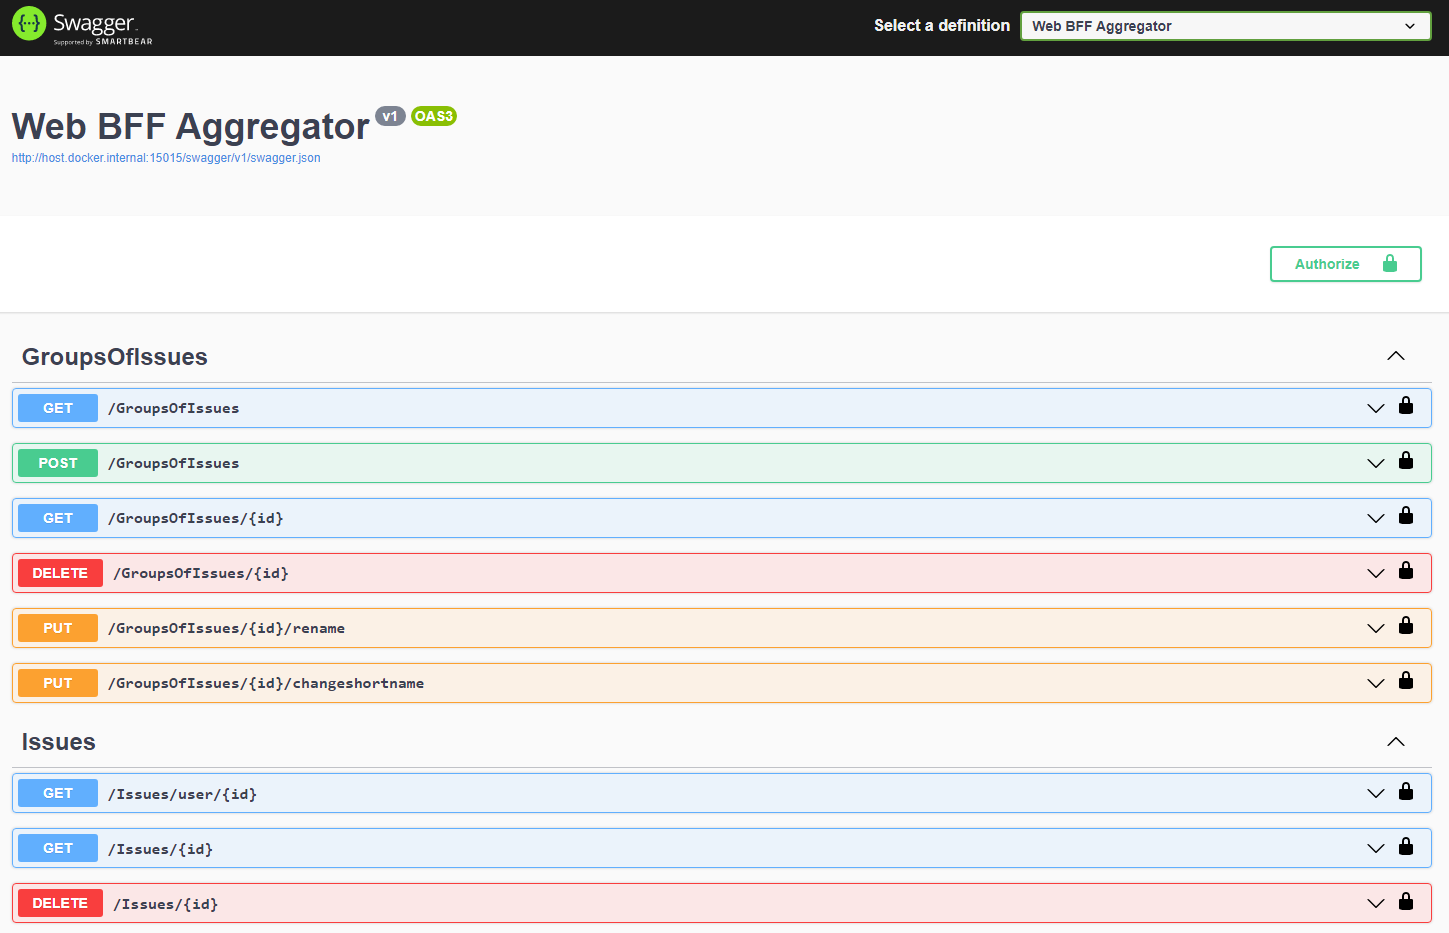 Swagger
Supported by SMARTBEAR
Select a definition
Web BFF Aggregator
Web BFF Aggregator v1 OAS3
http://host.docker.internal:15015/swagger/v1/swagger.json
Authorize
GroupsOfIssues
GET /GroupsOfIssues
POST /GroupsOfIssues
GET /GroupsOfIssues/{id}
DELETE /GroupsOfIssues/{id}
PUT /GroupsOfIssues/{id}/rename
PUT /GroupsOfIssues/{id}/changeshortname
Issues
GET /Issues/user/{id}
GET /Issues/{id}
DELETE /Issues/{id}